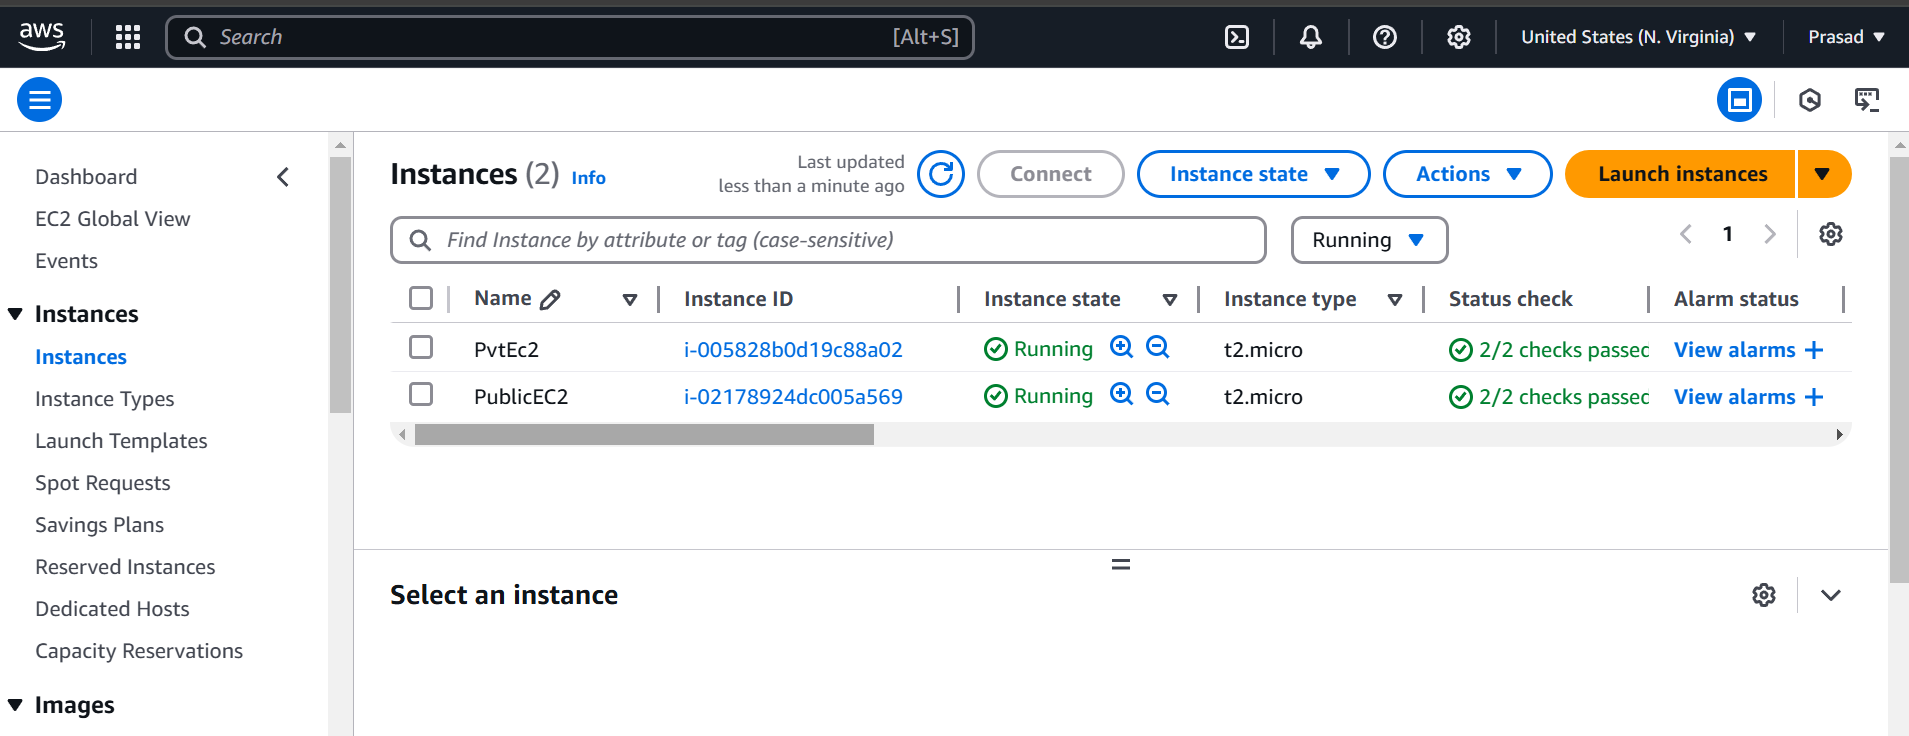 aws
Search [Alt+S]
United States (N. Virginia)
Prasad
Dashboard
EC2 Global View
Events
Instances
Instances
Instance Types
Launch Templates
Spot Requests
Savings Plans
Reserved Instances
Dedicated Hosts
Capacity Reservations
Images
Instances (2) Info
Last updated
less than a minute ago
Connect
Instance state
Actions
Launch instances
Find Instance by attribute or tag (case-sensitive)
Running
1
Name Instance ID Instance state Instance type Status check Alarm status
PvtEc2 i-005828b0d19c88a02 Running t2.micro 2/2 checks passed View alarms +
PublicEC2 i-02178924dc005a569 Running t2.micro 2/2 checks passed View alarms +
Select an instance